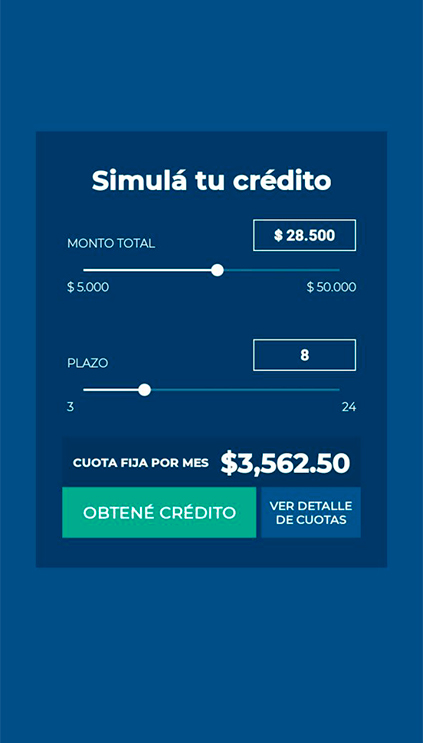 Simulá tu crédito
MONTO TOTAL
$ 28.500
$ 5.000
$ 50.000
PLAZO
8
3
24
CUOTA FIJA POR MES
$3,562.50
OBTENÉ CRÉDITO
VER DETALLE
DE CUOTAS